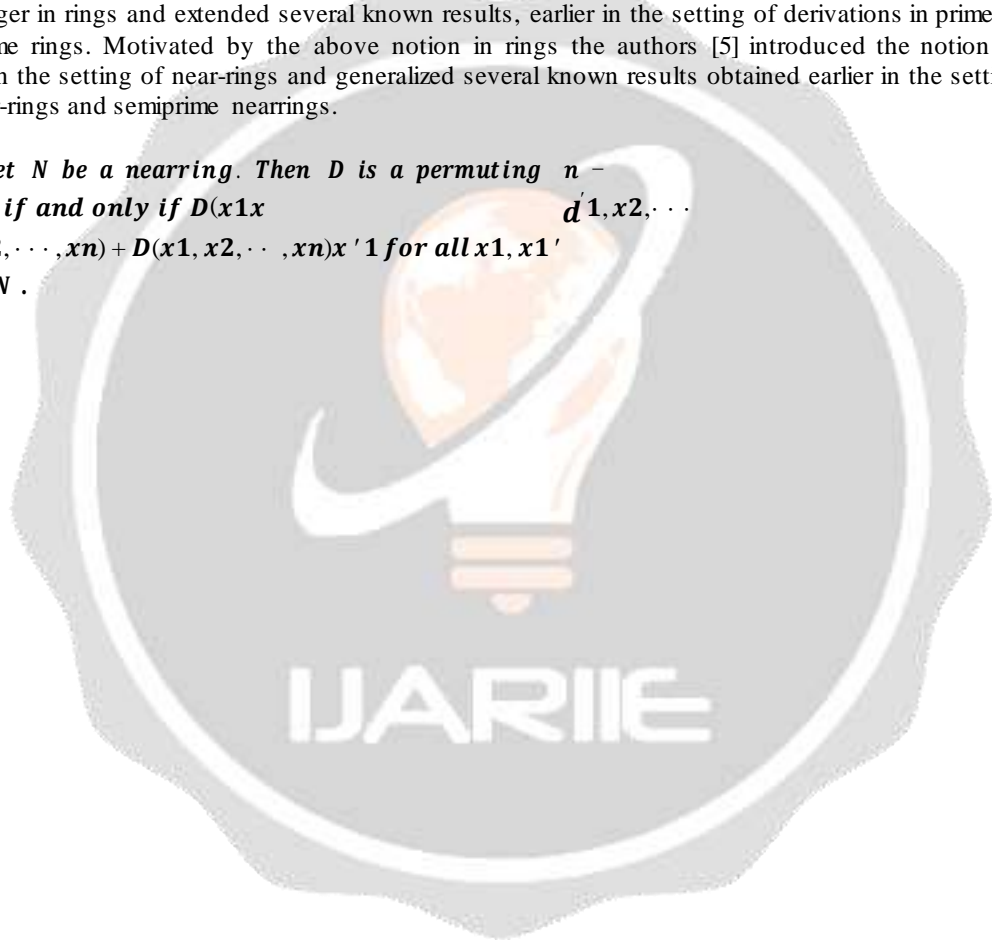 ger in rings and extended several known results, earlier in the setting of derivations in prime
me rings. Motivated by the above notion in rings the authors [5] introduced the notion
n the setting of near-rings and generalized several known results obtained earlier in the setti
r-rings and semiprime nearrings.
et N be a nearring. Then D is a permuting n −
if and only if D(x1x d′1, x2, · · ·
, · · · , xn) + D(x1, x2, · · , xn)x ′1 for all x1, x1′
N .
IJARIIE